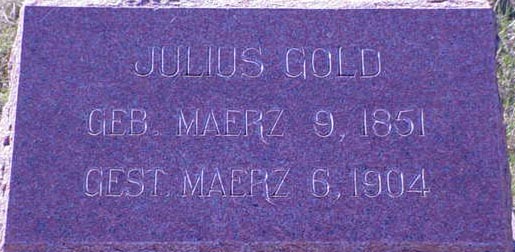 JULIUS GOLD
GEB. MAERZ 9, 1851
GEST. MAERZ 6, 1904